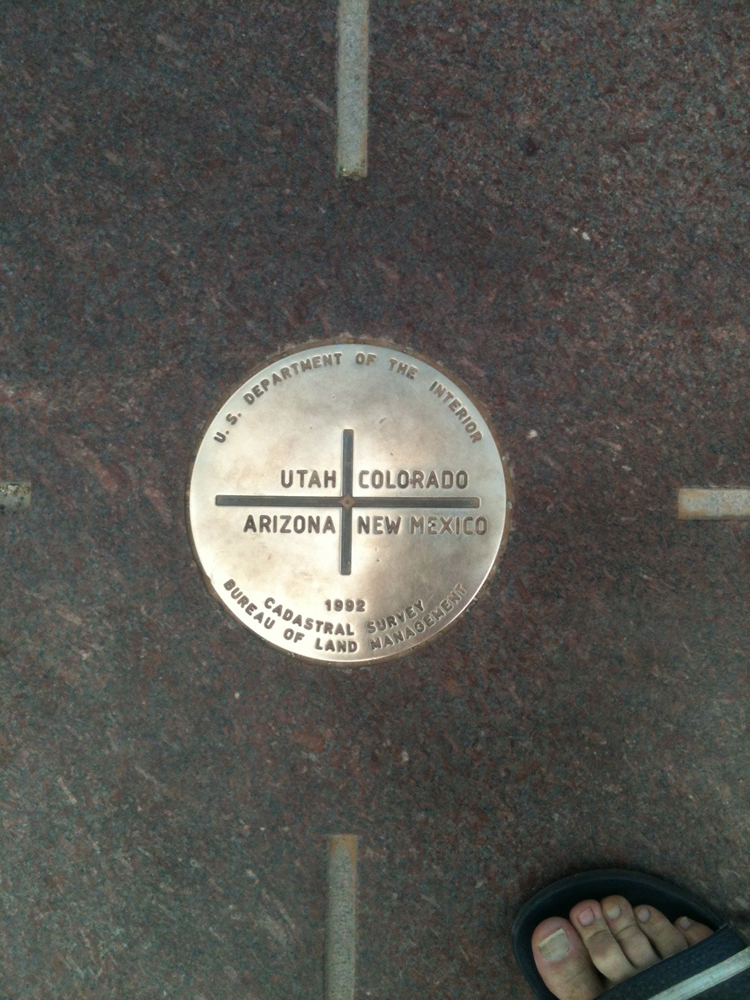 U. S. DEPARTMENT OF THE INTERIOR
UTAH COLORADO
ARIZONA NEW MEXICO
1992
CADASTRAL SURVEY
BUREAU OF LAND MANAGEMENT